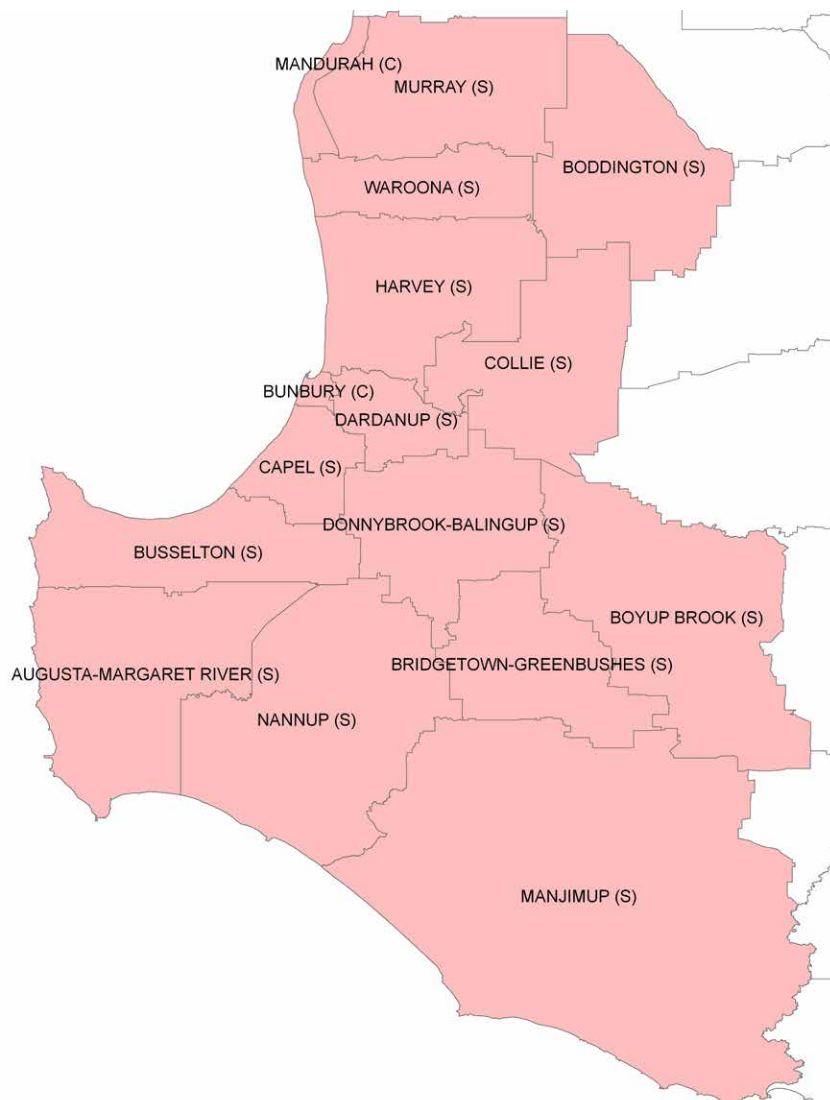 MANDURAH (C)
MURRAY (S)
BODDINGTON (S)
WAROONA (S)
HARVEY (S)
COLLIE (S)
BUNBURY (C)
DARDANUP (S)
CAPEL (S)
DONNYBROOK-BALINGUP (S)
BUSSELTON (S)
BOYUP BROOK (S)
BRIDGETOWN-GREENBUSHES (S)
AUGUSTA-MARGARET RIVER (S)
NANNUP (S)
MANJIMUP (S)